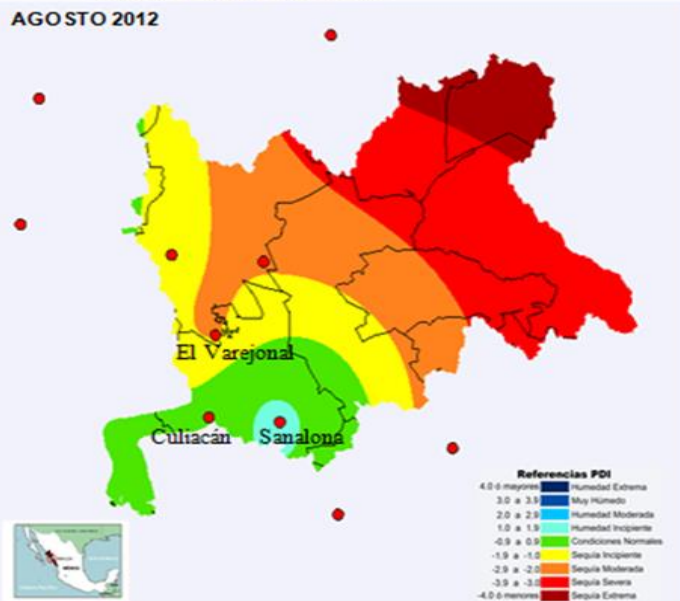 AGOSTO 2012
El Varejonal
Culiacán
Sanalona
Referencias PDI
4.0 ó mayores Humedad Extrema
3.0 a 3.9 Muy Húmedo
2.0 a 2.9 Humedad Moderada
1.0 a 1.9 Humedad Incipiente
-0.9 a 0.9 Condiciones Normales
-1.9 a -1.0 Sequía Incipiente
-2.9 a -2.0 Sequía Moderada
-3.9 a -3.0 Sequía Severa
-4.0 ó menores Sequía Extrema